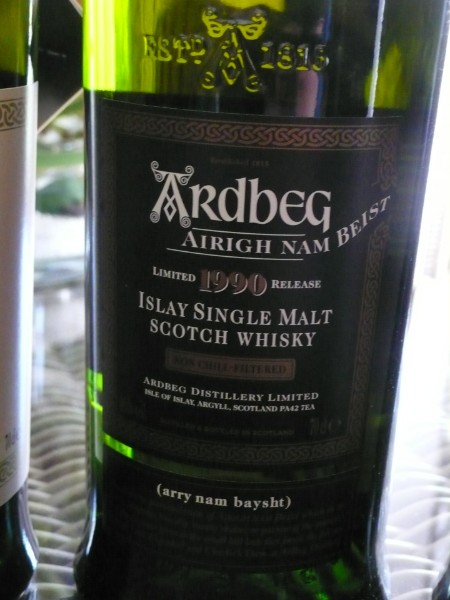 ESTD. 1815
Established 1815
ARDBEG
AIRIGH NAM BEIST
LIMITED 1990 RELEASE
ISLAY SINGLE MALT
SCOTCH WHISKY
NON CHILL-FILTERED
ARDBEG DISTILLERY LIMITED
ISLE OF ISLAY, ARGYLL, SCOTLAND PA42 7EA
(arry nam baysht)